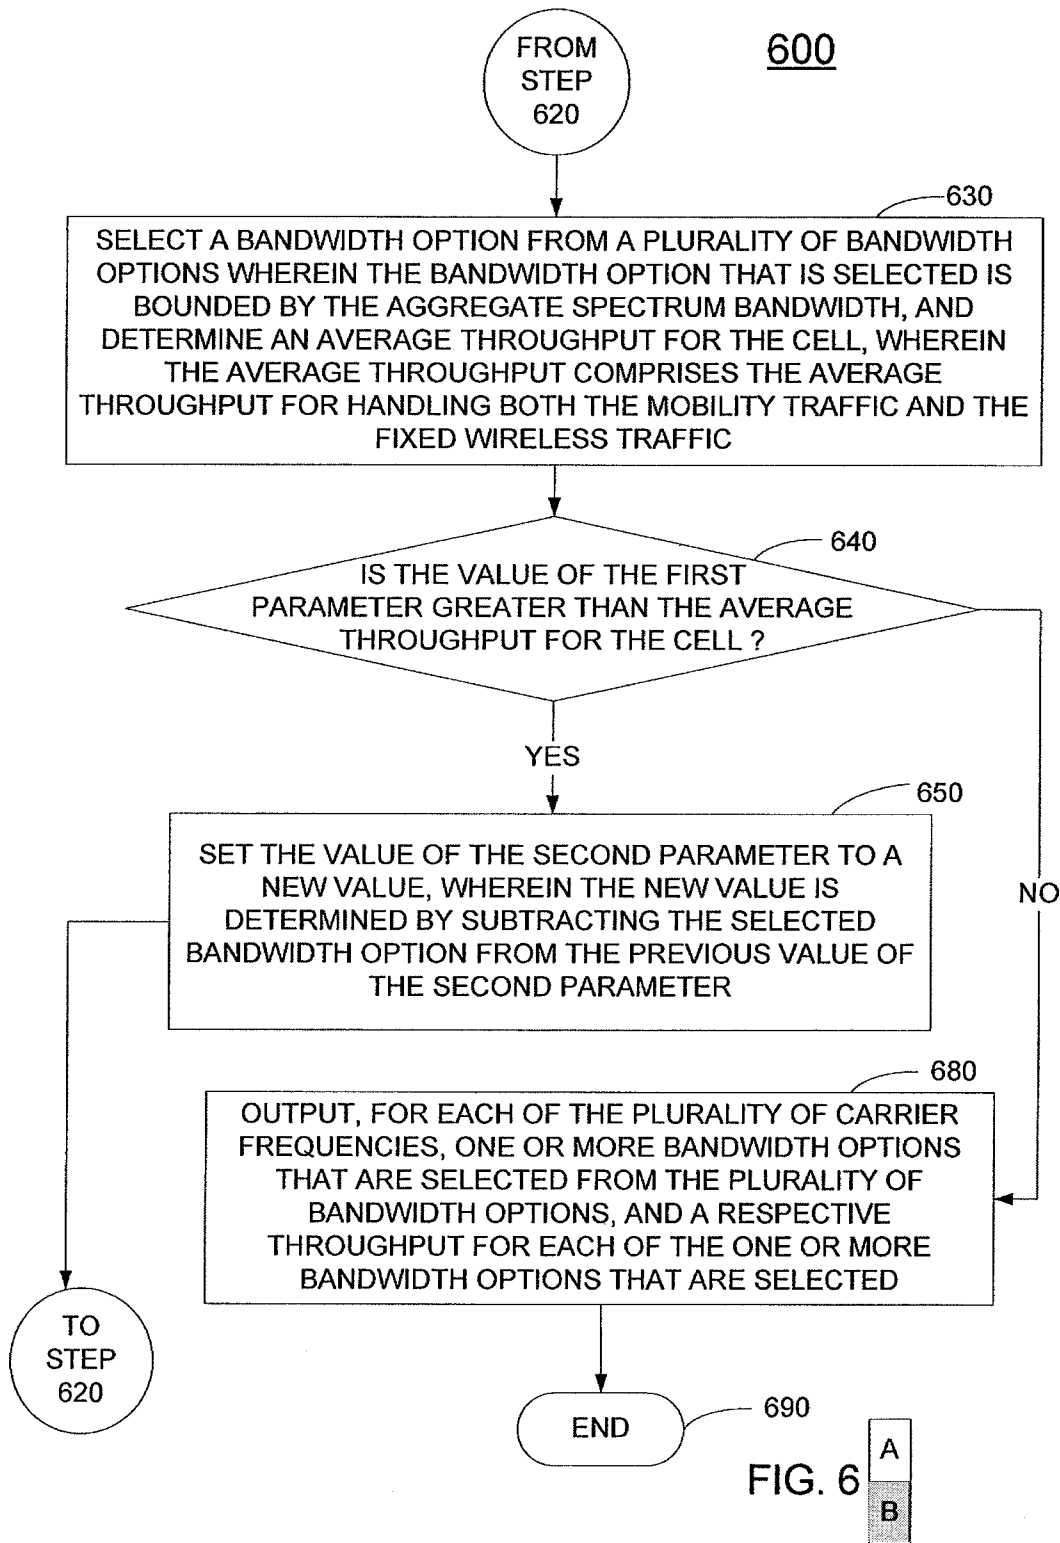 600
FROM
STEP
620
630
SELECT A BANDWIDTH OPTION FROM A PLURALITY OF BANDWIDTH
OPTIONS WHEREIN THE BANDWIDTH OPTION THAT IS SELECTED IS
BOUNDED BY THE AGGREGATE SPECTRUM BANDWIDTH, AND
DETERMINE AN AVERAGE THROUGHPUT FOR THE CELL, WHEREIN
THE AVERAGE THROUGHPUT COMPRISES THE AVERAGE
THROUGHPUT FOR HANDLING BOTH THE MOBILITY TRAFFIC AND THE
FIXED WIRELESS TRAFFIC
640
IS THE VALUE OF THE FIRST
PARAMETER GREATER THAN THE AVERAGE
THROUGHPUT FOR THE CELL ?
YES
NO
650
SET THE VALUE OF THE SECOND PARAMETER TO A
NEW VALUE, WHEREIN THE NEW VALUE IS
DETERMINED BY SUBTRACTING THE SELECTED
BANDWIDTH OPTION FROM THE PREVIOUS VALUE OF
THE SECOND PARAMETER
680
OUTPUT, FOR EACH OF THE PLURALITY OF CARRIER
FREQUENCIES, ONE OR MORE BANDWIDTH OPTIONS
THAT ARE SELECTED FROM THE PLURALITY OF
BANDWIDTH OPTIONS, AND A RESPECTIVE
THROUGHPUT FOR EACH OF THE ONE OR MORE
BANDWIDTH OPTIONS THAT ARE SELECTED
TO
STEP
620
END
690
FIG. 6
A
B